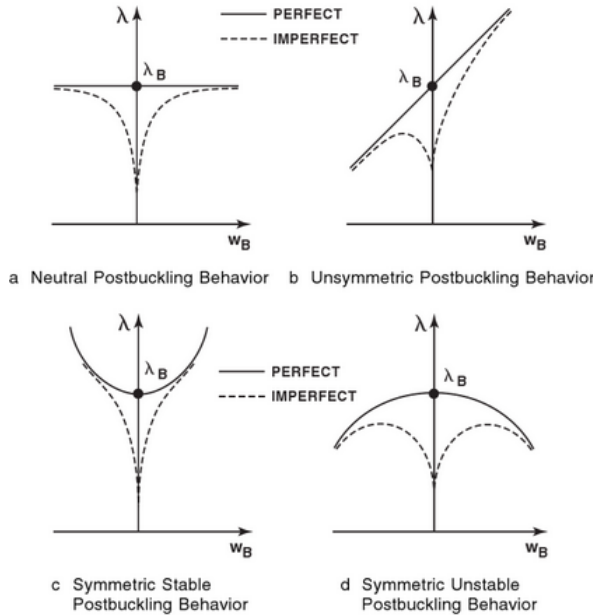 λ
PERFECT
IMPERFECT
λ
λB
λB
wB
wB
a Neutral Postbuckling Behavior
b Unsymmetric Postbuckling Behavior
λ
λB
PERFECT
IMPERFECT
λ
λB
wB
wB
c Symmetric Stable
Postbuckling Behavior
d Symmetric Unstable
Postbuckling Behavior